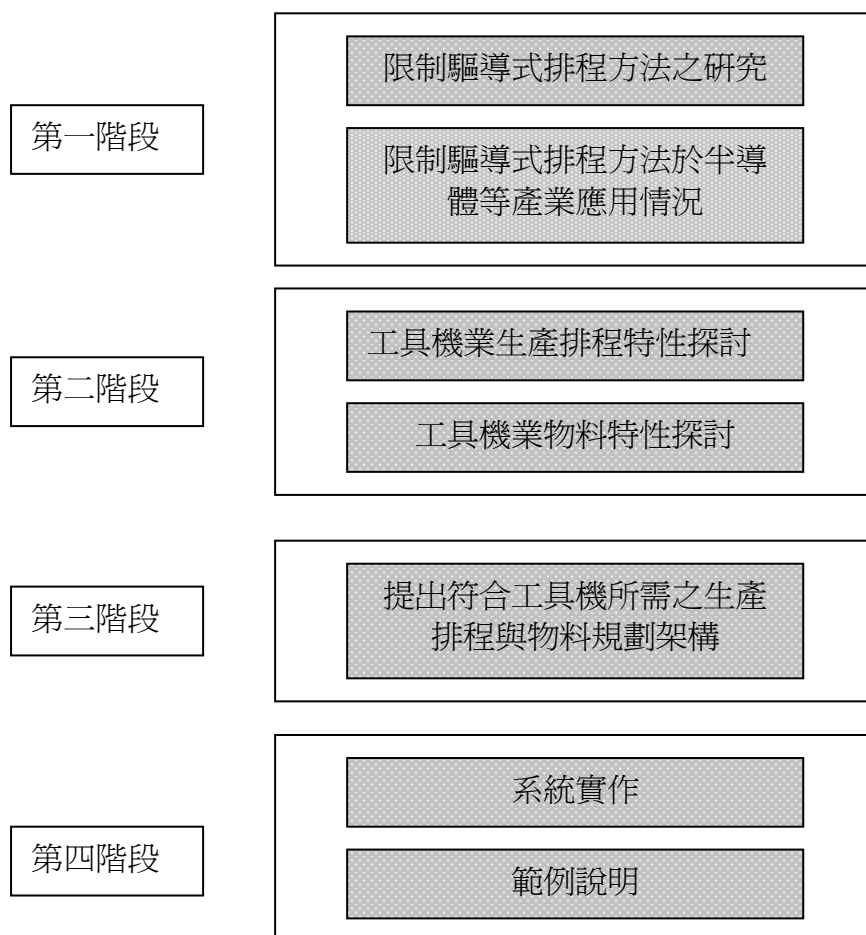 第一階段
限制驅導式排程方法之研究
限制驅導式排程方法於半導
體等產業應用情況
第二階段
工具機業生產排程特性探討
工具機業物料特性探討
第三階段
提出符合工具機所需之生產
排程與物料規劃架構
第四階段
系統實作
範例說明